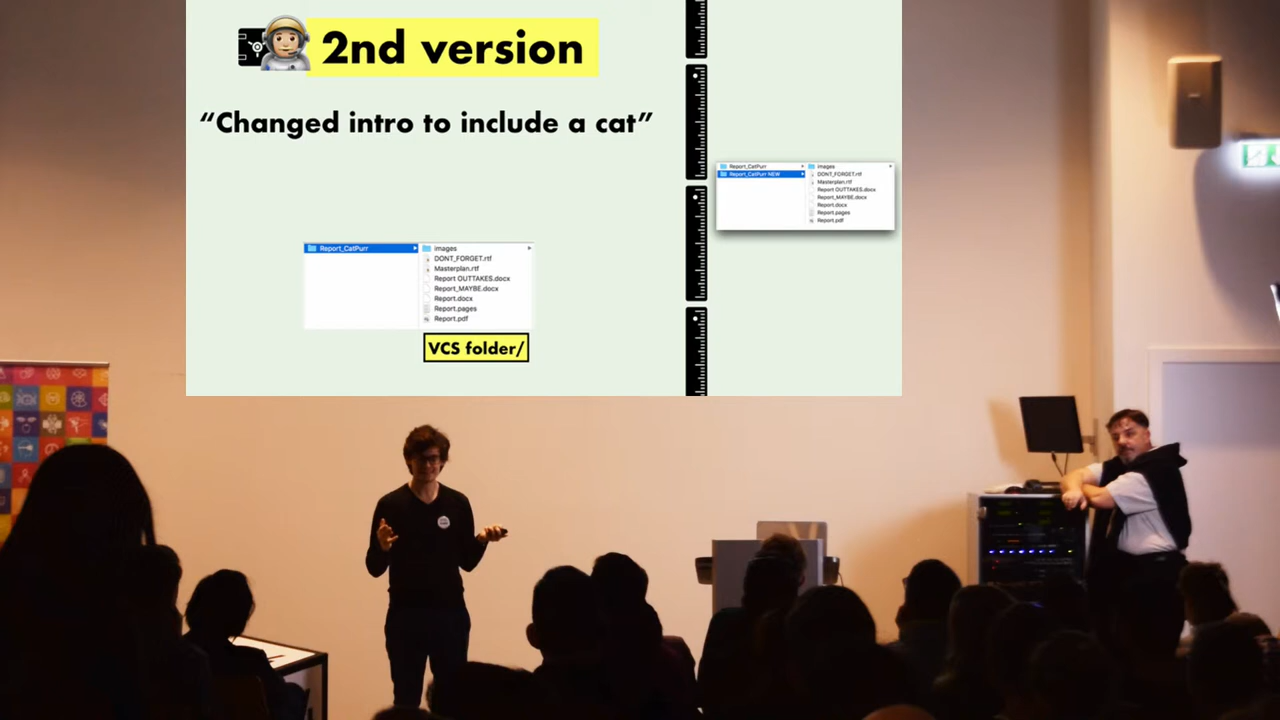 2nd version
“Changed intro to include a cat”
Report_CatPurr
images
DONT_FORGET.rtf
Masterplan.rtf
Report OUTTAKES.docx
Report_MAYBE.docx
Report.docx
Report.pages
Report.pdf
VCS folder/
Report_CatPurr
Report_CatPurr NEW
images
DONT_FORGET.rtf
Masterplan.rtf
Report OUTTAKES.docx
Report_MAYBE.docx
Report.docx
Report.pages
Report.pdf